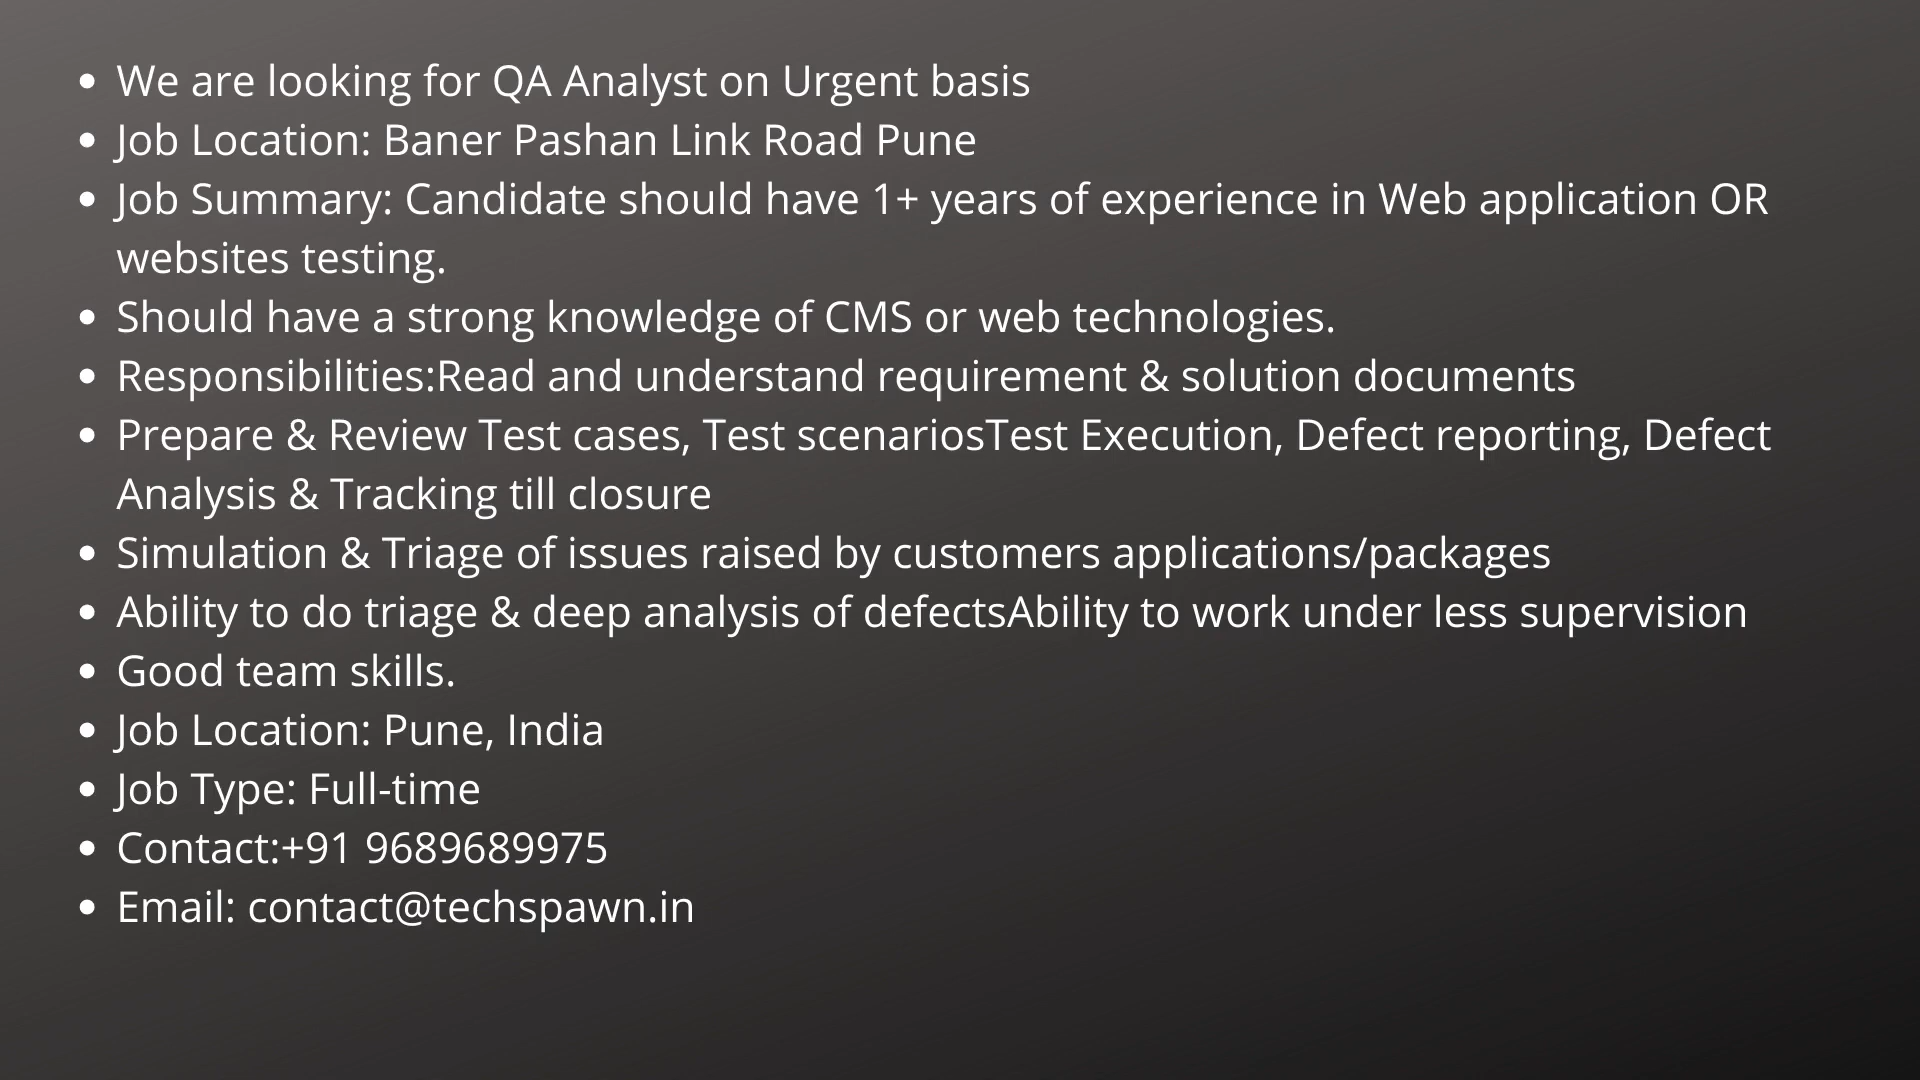 We are looking for QA Analyst on Urgent basis
Job Location: Baner Pashan Link Road Pune
Job Summary: Candidate should have 1+ years of experience in Web application OR
websites testing.
Should have a strong knowledge of CMS or web technologies.
Responsibilities:Read and understand requirement & solution documents
Prepare & Review Test cases, Test scenariosTest Execution, Defect reporting, Defect
Analysis & Tracking till closure
Simulation & Triage of issues raised by customers applications/packages
Ability to do triage & deep analysis of defectsAbility to work under less supervision
Good team skills.
Job Location: Pune, India
Job Type: Full-time
Contact:+91 9689689975
Email: contact@techspawn.in